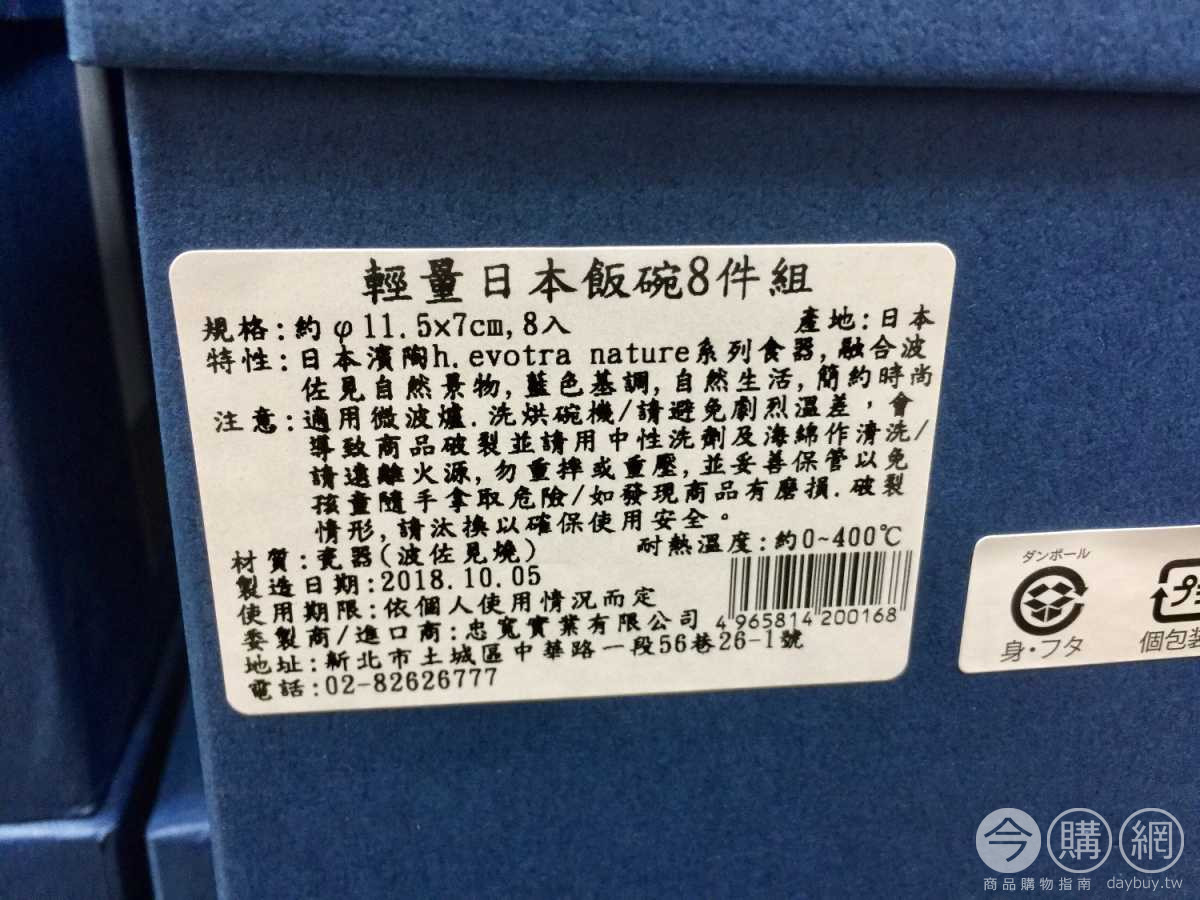 輕量日本飯碗8件組
規格:約φ11.5x7cm,8入 產地:日本
特性:日本濱陶h.evotra nature系列食器,融合波
佐見自然景物,藍色基調,自然生活,簡約時尚
注意:適用微波爐.洗烘碗機/請避免劇烈溫差,會
導致商品破裂並請用中性洗劑及海綿作清洗/
請遠離火源,勿重摔或重壓,並妥善保管以免
孩童隨手拿取危險/如發現商品有磨損.破裂
情形,請汰換以確保使用安全。
材質:瓷器(波佐見燒) 耐熱溫度:約0~400℃
製造日期:2018.10.05
使用期限:依個人使用情況而定
委製商/進口商:忠寬實業有限公司
4965814200168
地址:新北市土城區中華路一段56巷26-1號
電話:02-82626777
ダンボール
身・フタ
プ
個包装
今購網
商品購物指南 daybuy.tw